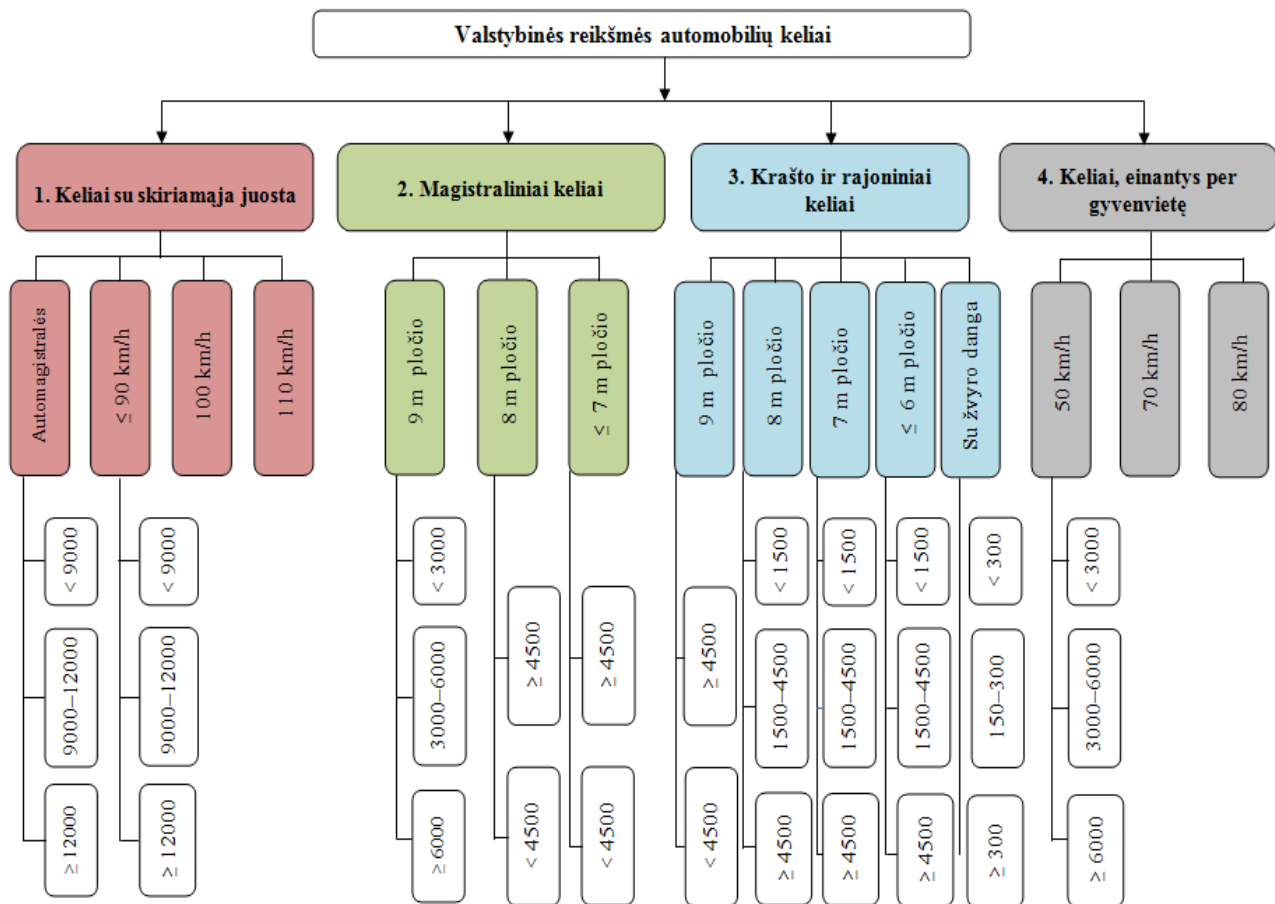 Valstybinės reikšmės automobilių keliai
1. Keliai su skiriamąja juosta
2. Magistraliniai keliai
3. Krašto ir rajoniniai
keliai
4. Keliai, einantys per
gyvenvietę
Automagistralės
≤ 90 km/h
100 km/h
110 km/h
9 m pločio
8 m pločio
≤ 7 m pločio
9 m pločio
8 m pločio
7 m pločio
≤ 6 m pločio
Su žvyro danga
50 km/h
70 km/h
80 km/h
< 9000
9000–12000
≥ 12000
< 9000
9000–12000
≥ 12000
< 3000
3000–6000
≥ 6000
≥ 4500
< 4500
≥ 4500
< 4500
≥ 4500
< 4500
< 1500
1500–4500
≥ 4500
< 1500
1500–4500
≥ 4500
< 1500
1500–4500
≥ 4500
< 300
150–300
≥ 300
< 3000
3000–6000
≥ 6000